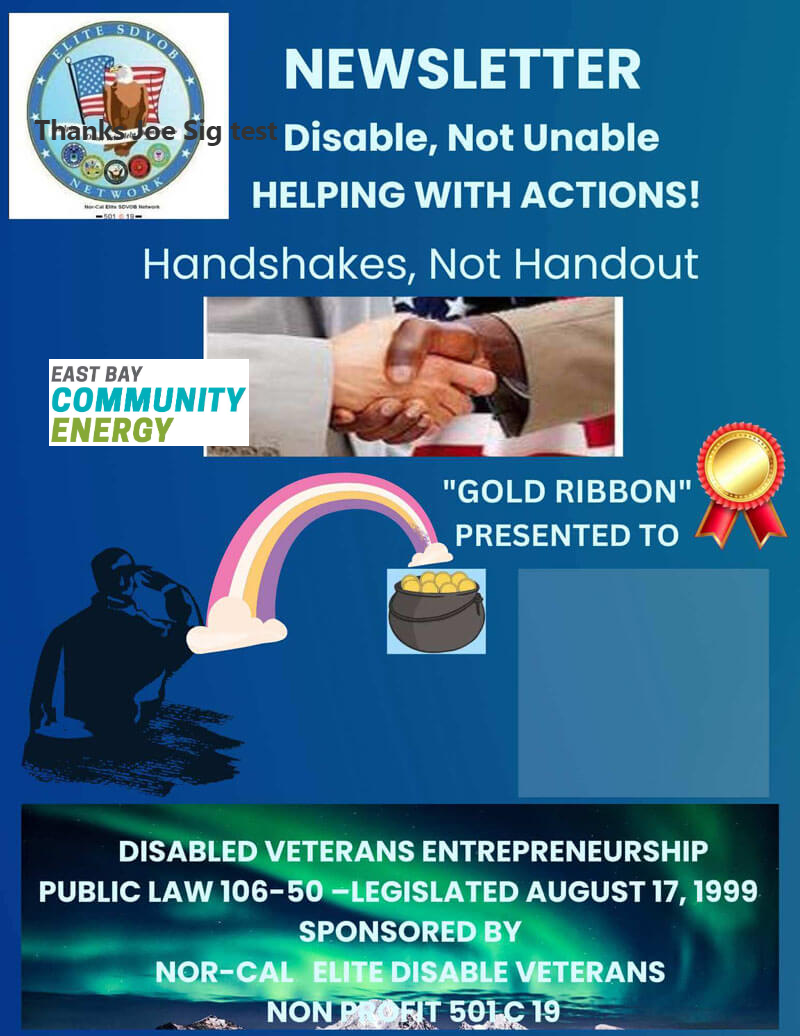 ELITE SDVOB
NETWORK
Nor-Cal Elite SDVOB Network
501 C 19
Thanks Joe Sig test
NEWSLETTER
Disable, Not Unable
HELPING WITH ACTIONS!
Handshakes, Not Handout
EAST BAY
COMMUNITY
ENERGY
"GOLD RIBBON"
PRESENTED TO
DISABLED VETERANS ENTREPRENEURSHIP
PUBLIC LAW 106-50 –LEGISLATED AUGUST 17, 1999
SPONSORED BY
NOR-CAL ELITE DISABLE VETERANS
NON PROFIT 501 C 19